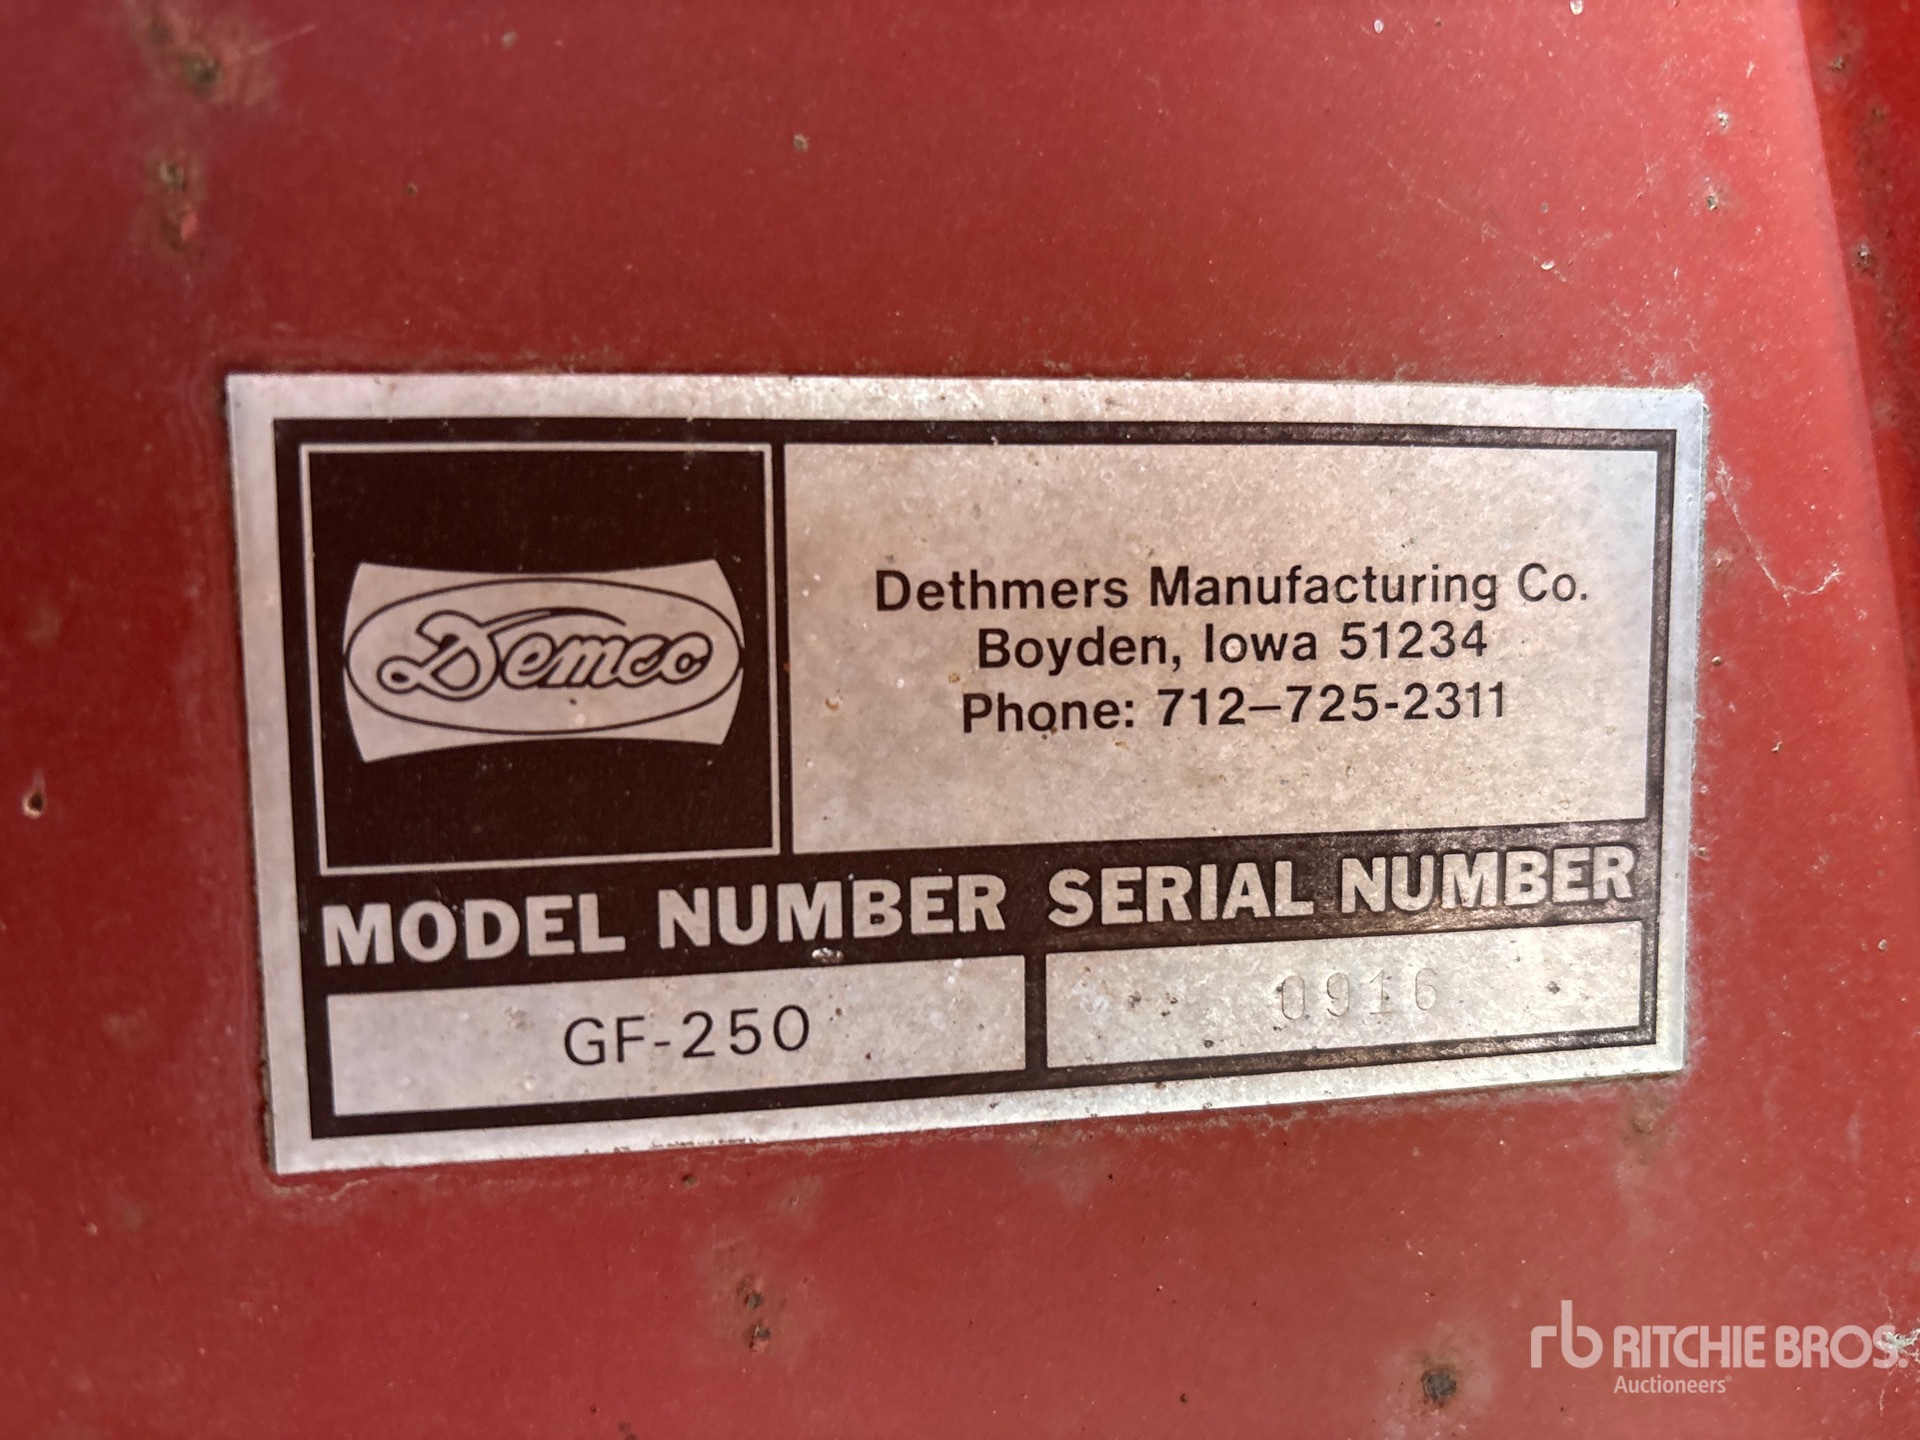 Demco
Dethmers Manufacturing Co.
Boyden, Iowa 51234
Phone: 712–725-2311
MODEL NUMBER SERIAL NUMBER
GF-250 0916
rb RITCHIE BROS.
Auctioneers